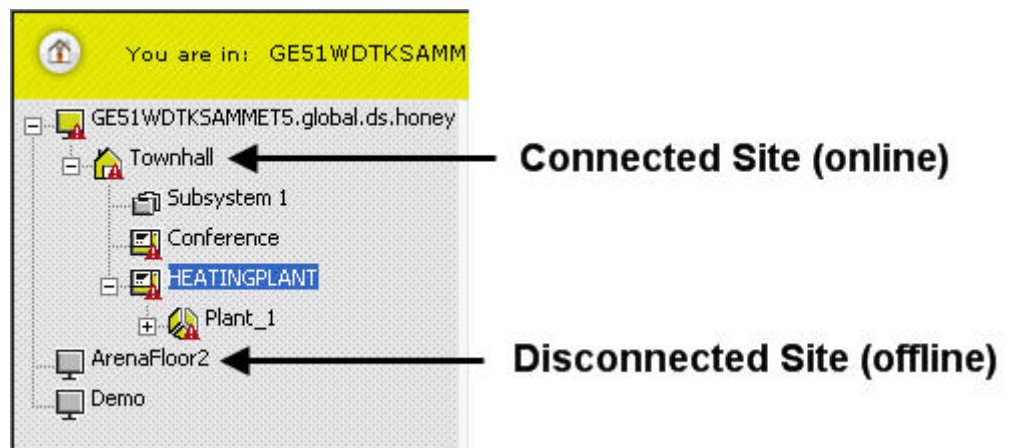 You are in: GE51WDTKSAMM
GE51WDTKSAMMET5.global.ds.honey
Townhall
Connected Site (online)
Subsystem 1
Conference
HEATINGPLANT
Plant_1
ArenaFloor2
Disconnected Site (offline)
Demo